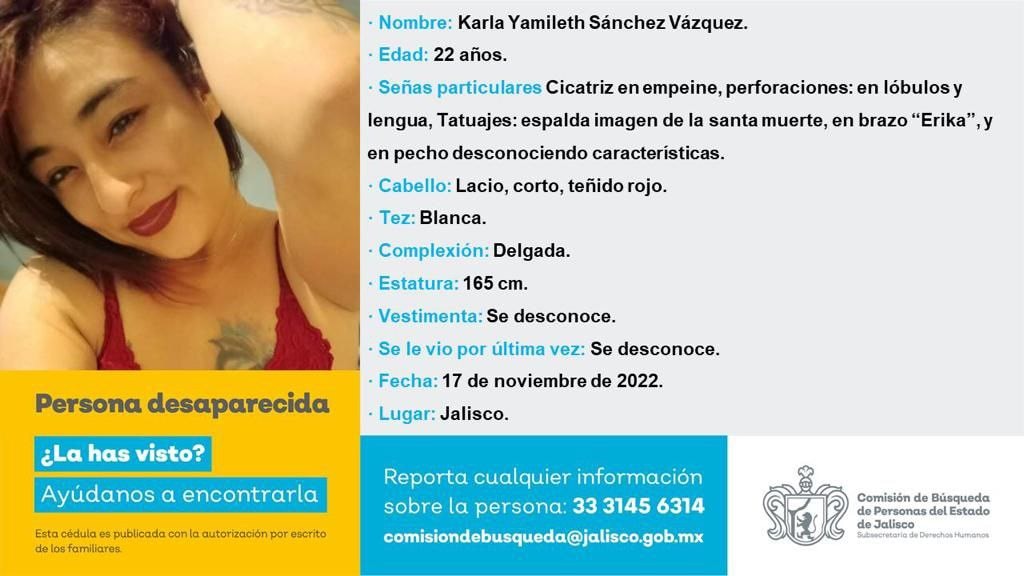 · Nombre: Karla Yamileth Sánchez Vázquez.
· Edad: 22 años.
· Señas particulares Cicatriz en empeine, perforaciones: en lóbulos y
lengua, Tatuajes: espalda imagen de la santa muerte, en brazo “Erika”, y
en pecho desconociendo características.
· Cabello: Lacio, corto, teñido rojo.
· Tez: Blanca.
· Complexión: Delgada.
· Estatura: 165 cm.
· Vestimenta: Se desconoce.
· Se le vio por última vez: Se desconoce.
· Fecha: 17 de noviembre de 2022.
· Lugar: Jalisco.
Persona desaparecida
¿La has visto?
Ayúdanos a encontrarla
Esta cédula es publicada con la autorización por escrito
de los familiares.
Reporta cualquier información
sobre la persona: 33 3145 6314
comisiondebusqueda@jalisco.gob.mx
Comisión de Búsqueda
de Personas del Estado
de Jalisco
Subsecretaría de Derechos Humanos